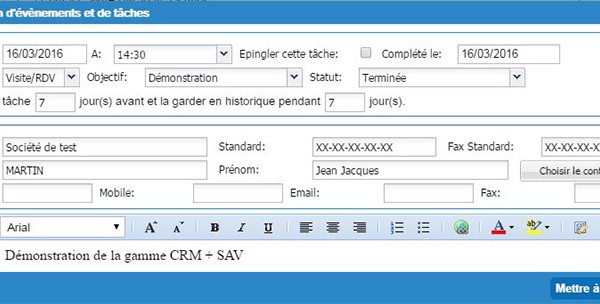 d'évènements et de tâches
16/03/2016 A: 14:30 Epingler cette tâche: Complété le: 16/03/2016
Visite/RDV Objectif: Démonstration Statut: Terminée
tâche 7 jour(s) avant et la garder en historique pendant 7 jour(s).
Société de test Standard: XX-XX-XX-XX-XX Fax Standard: XX-XX-X
MARTIN Prénom: Jean Jacques Choisir le cont
Mobile: Email: Fax:
Arial A A B I U A ab
Démonstration de la gamme CRM + SAV
Mettre à